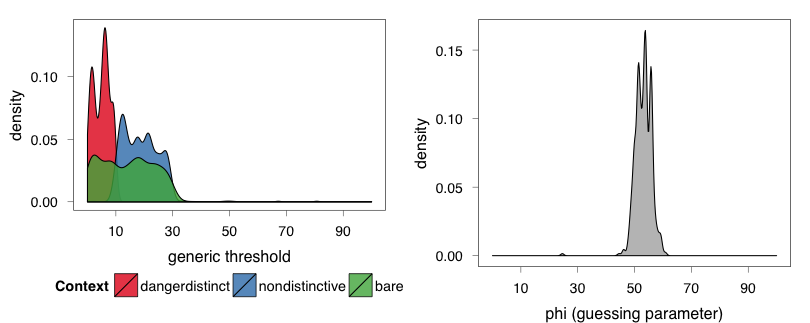 density
0.10
0.05
0.00
10 30 50 70 90
generic threshold
Context dangerdistinct nondistinctive bare
density
0.15
0.10
0.05
0.00
10 30 50 70 90
phi (guessing parameter)